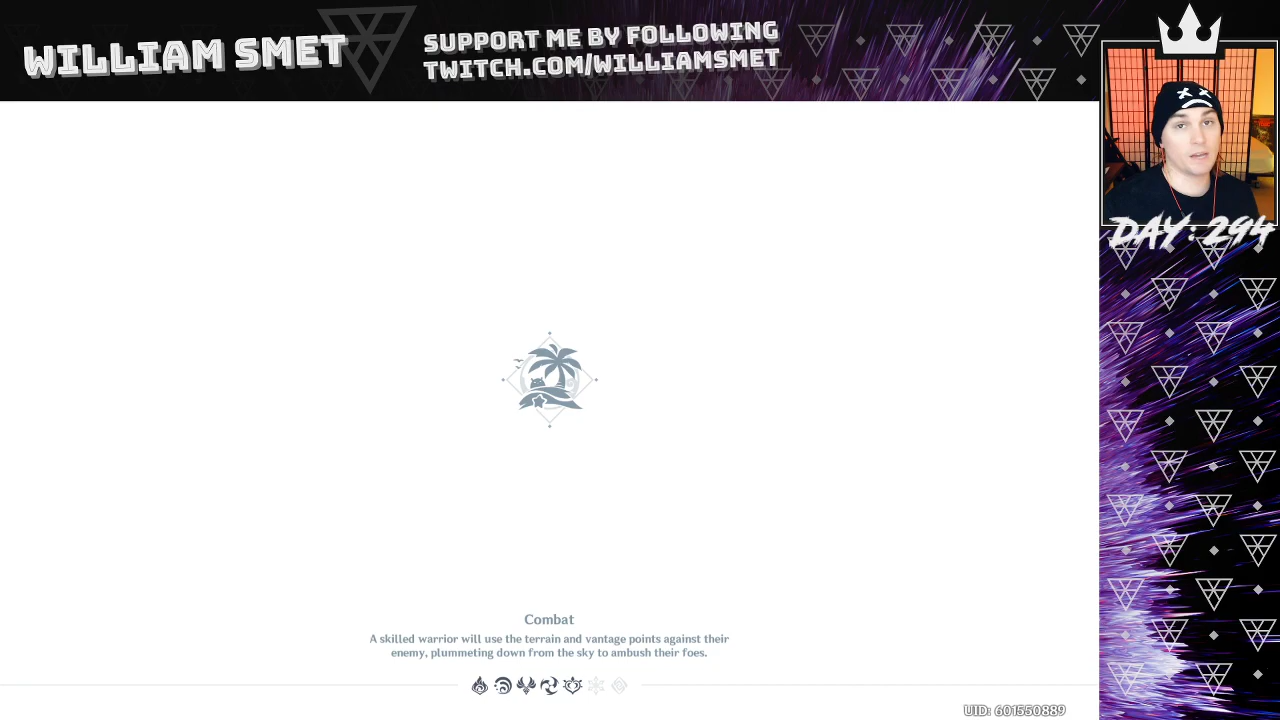 WILLIAM SMET
SUPPORT ME BY FOLLOWING
TWITCH.COM/WILLIAMSMET
DAY: 294
Combat
A skilled warrior will use the terrain and vantage points against their
enemy, plummeting down from the sky to ambush their foes.
UID: 601550889